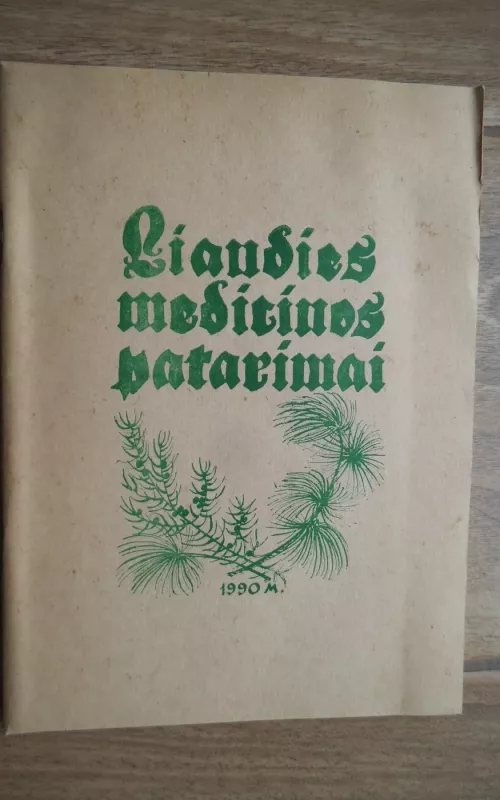 Liaudies
medicinos
patarimai
1990 M.